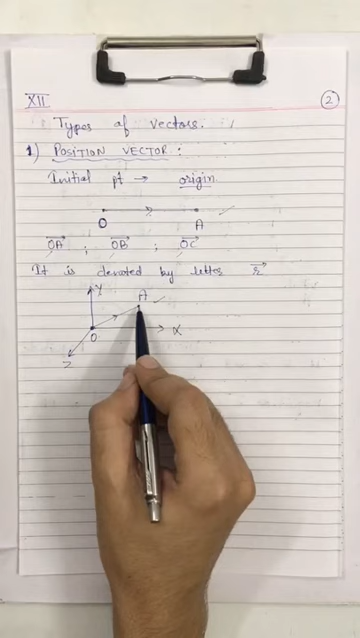 XII
2
Types of vectors.
1) POSITION VECTOR :
Initial pt → origin
O A
OA ; OB ; OC
It is denoted by letter r
Y
A
O
X
Z